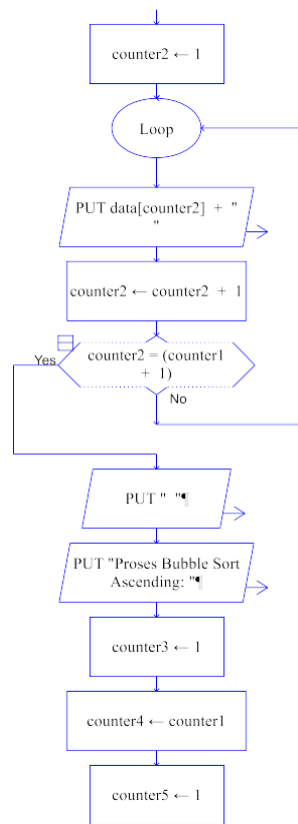 counter2 ← 1
Loop
PUT data[counter2] + "
"
counter2 ← counter2 + 1
Yes
counter2 = (counter1
+ 1)
No
PUT " "¶
PUT "Proses Bubble Sort
Ascending: "¶
counter3 ← 1
counter4 ← counter1
counter5 ← 1